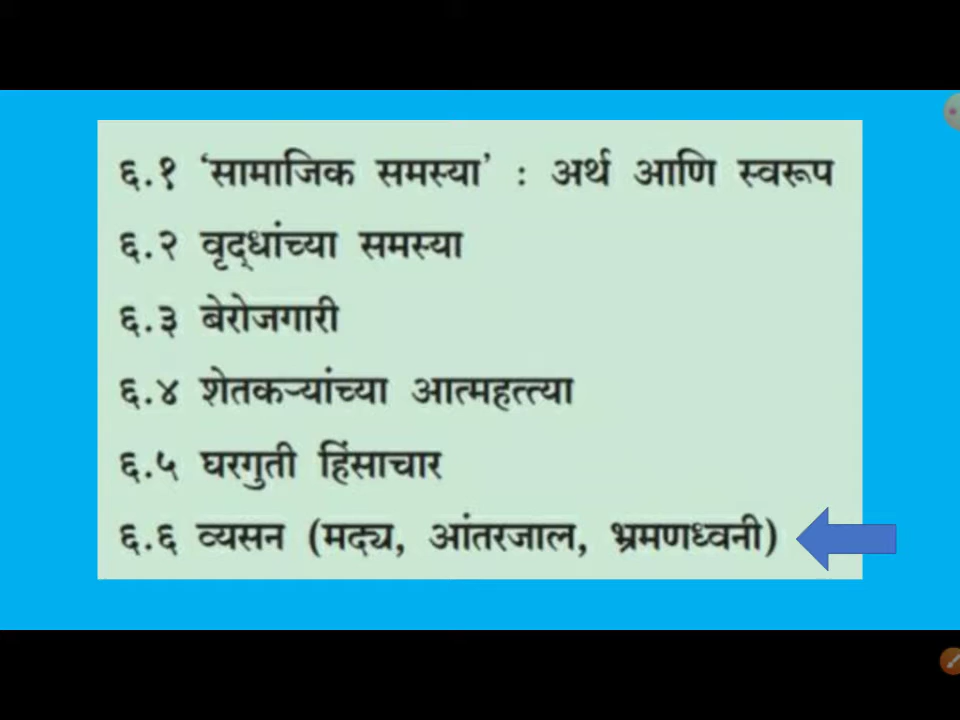 ६.१ ‘सामाजिक समस्या’ : अर्थ आणि स्वरूप
६.२ वृद्‌धांच्या समस्या
६.३ बेरोजगारी
६.४ शेतकऱ्यांच्या आत्महत्त्या
६.५ घरगुती हिंसाचार
६.६ व्यसन (मद्य, आंतरजाल, भ्रमणध्वनी)